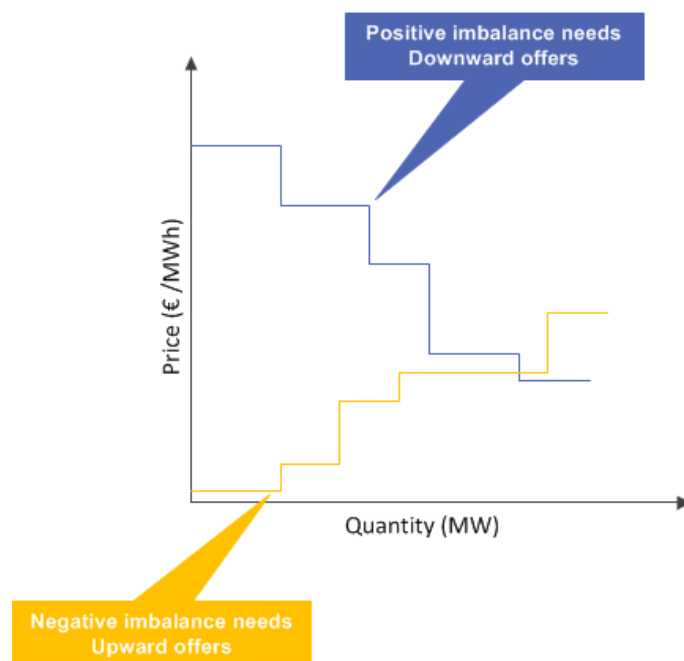 Positive imbalance needs
Downward offers
Price (€ /MWh)
Quantity (MW)
Negative imbalance needs
Upward offers